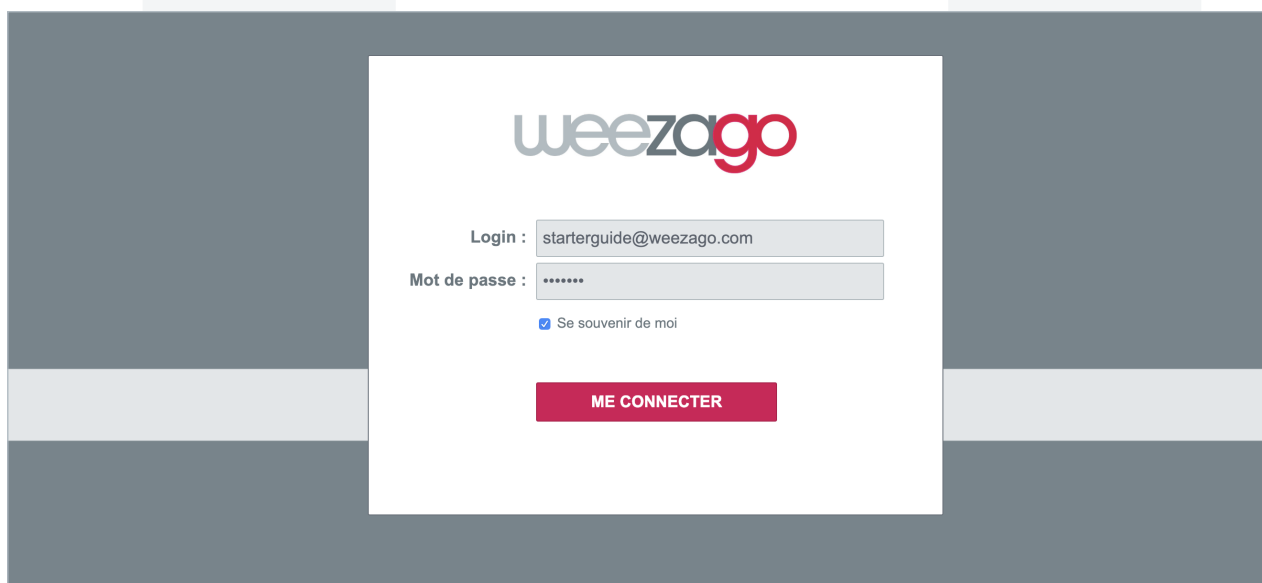 weezago
Login : starterguide@weezago.com
Mot de passe : •••••••
Se souvenir de moi
ME CONNECTER